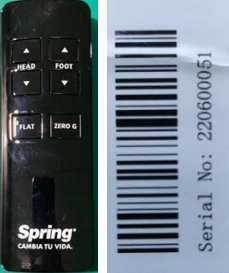 HEAD FOOT
FLAT ZERO G
Spring®
CAMBIA TU VIDA.
Serial No: 220600051